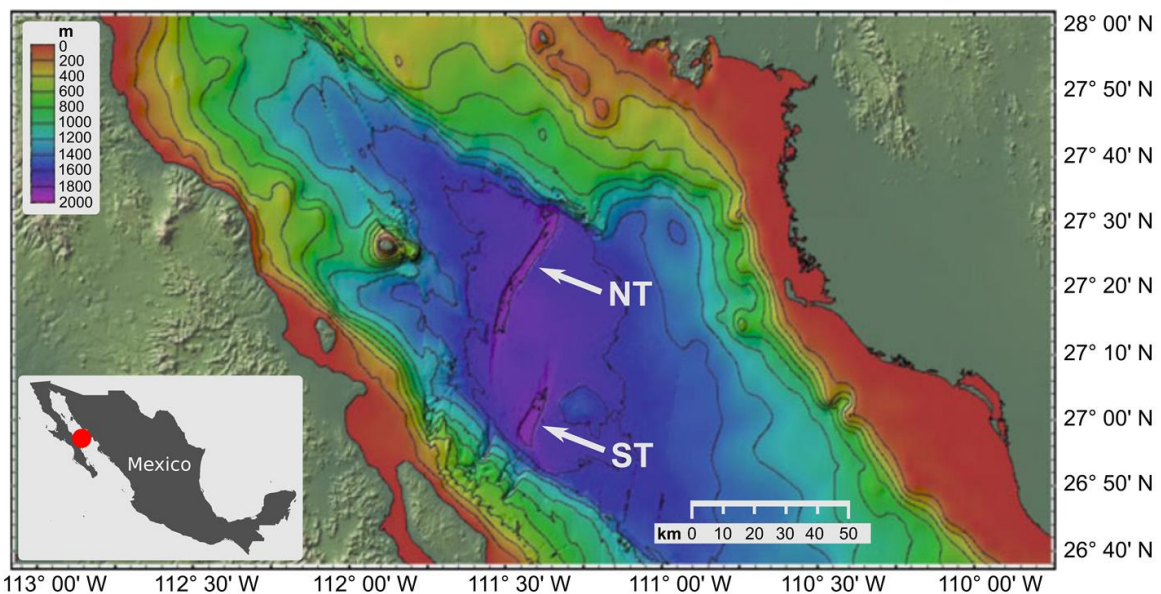 m
0
200
400
600
800
1000
1200
1400
1600
1800
2000
28° 00' N
27° 50' N
27° 40' N
27° 30' N
27° 20' N
27° 10' N
27° 00' N
26° 50' N
26° 40' N
NT
ST
Mexico
km 0 10 20 30 40 50
113° 00' W 112° 30' W 112° 00' W 111° 30' W 111° 00' W 110° 30' W 110° 00' W